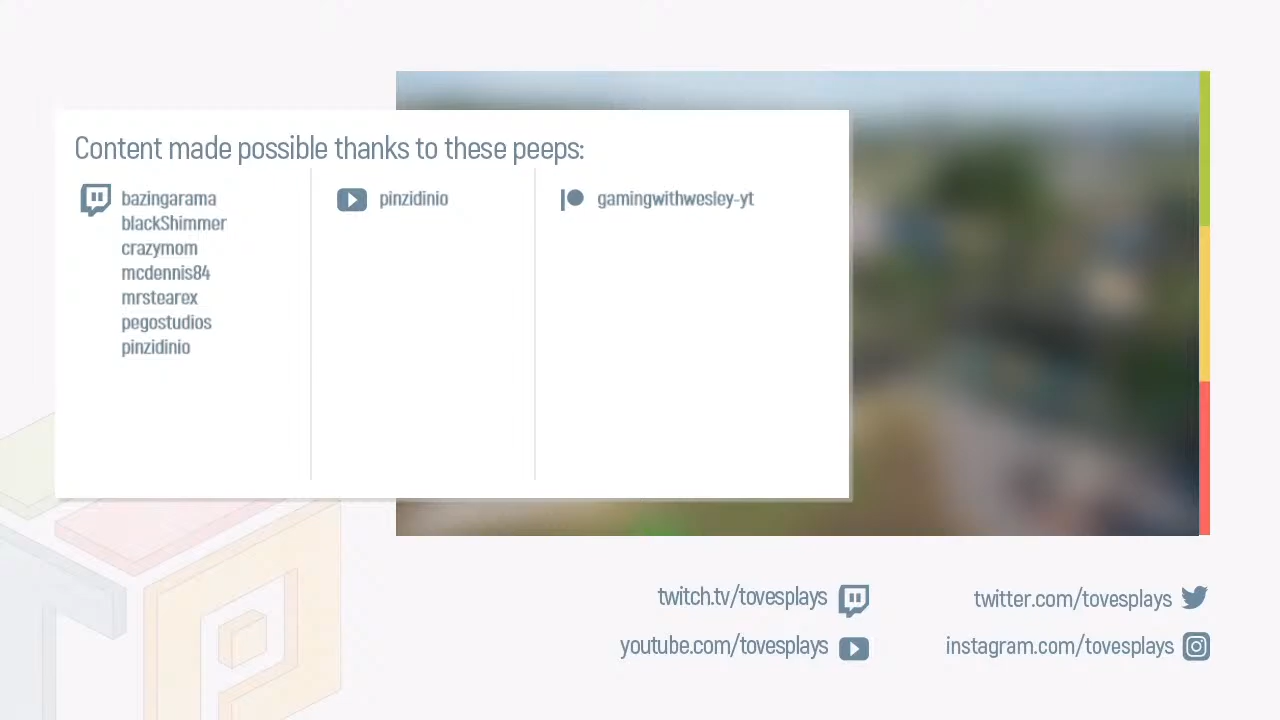 Content made possible thanks to these peeps:
bazingarama
blackShimmer
crazymom
mcdennis84
mrstearex
pegostudios
pinzidinio
pinzidinio
gamingwithwesley-yt
twitch.tv/tovesplays
twitter.com/tovesplays
youtube.com/tovesplays
instagram.com/tovesplays